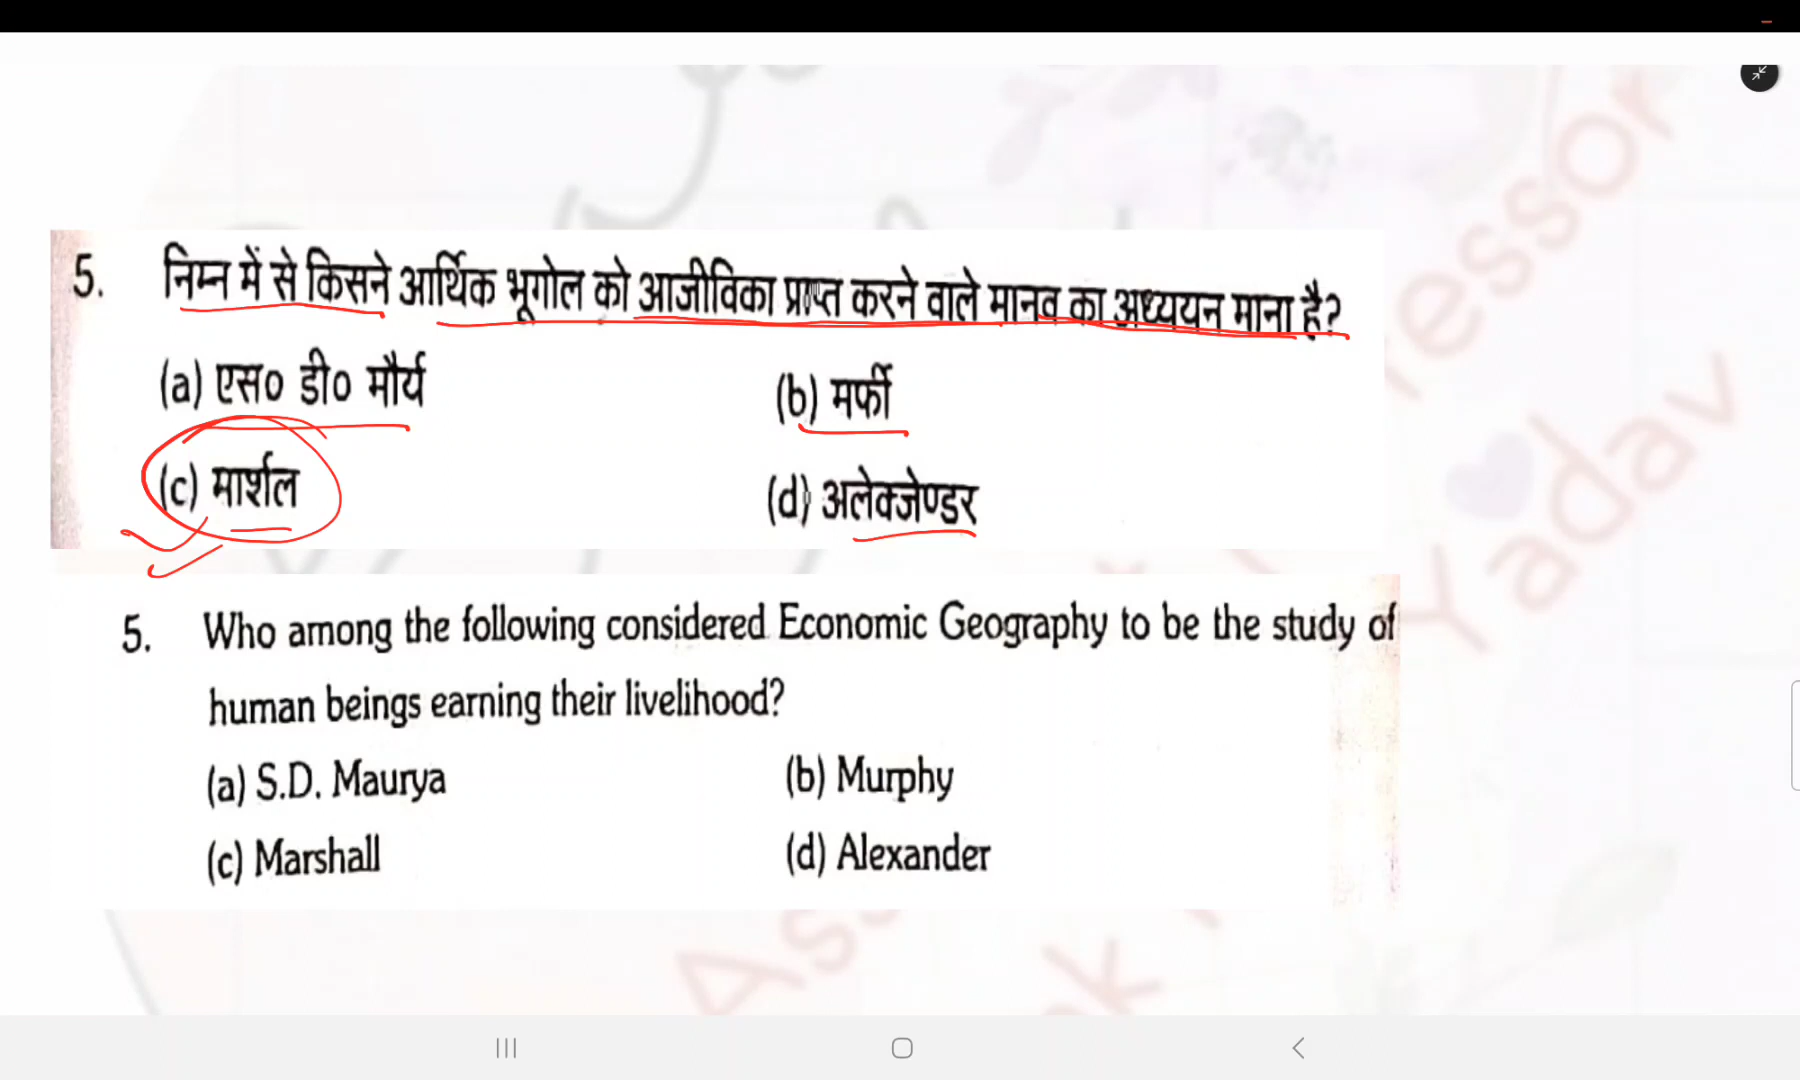 5. निम्न में से किसने आर्थिक भूगोल को आजीविका प्राप्त करने वाले मानव का अध्ययन माना है?
(a) एस० डी० मौर्य (b) मर्फी
(c) मार्शल (d) अलेक्जेण्डर
5. Who among the following considered Economic Geography to be the study of
human beings earning their livelihood?
(a) S.D. Maurya (b) Murphy
(c) Marshall (d) Alexander
Yadav